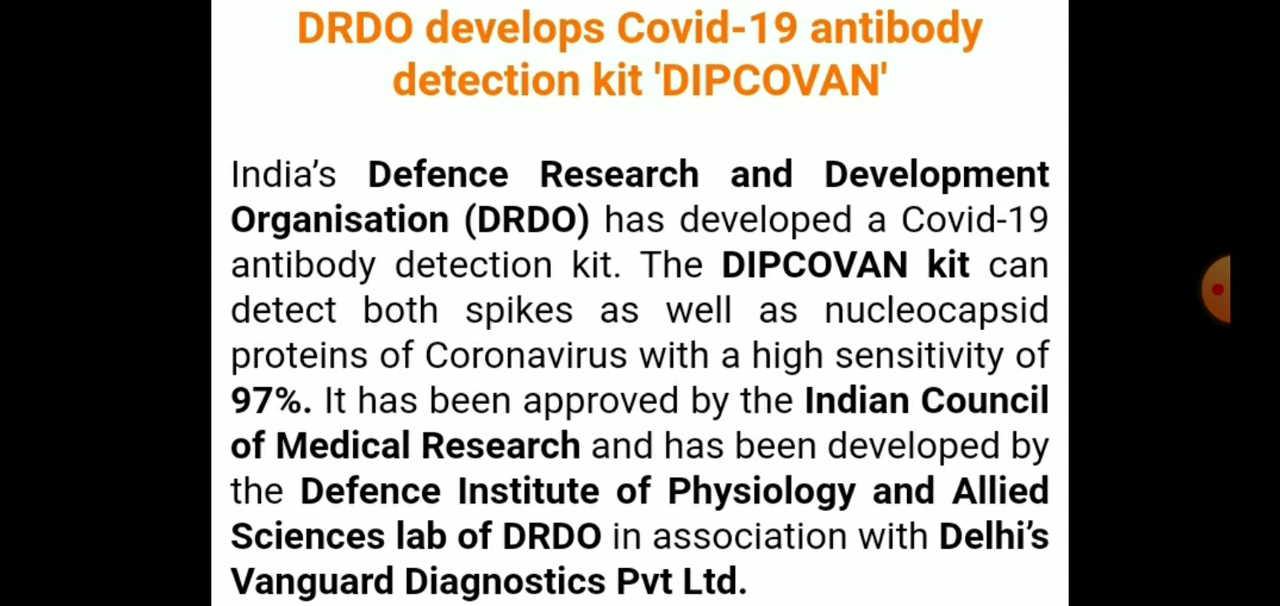 DRDO develops Covid-19 antibody
detection kit 'DIPCOVAN'
India’s Defence Research and Development
Organisation (DRDO) has developed a Covid-19
antibody detection kit. The DIPCOVAN kit can
detect both spikes as well as nucleocapsid
proteins of Coronavirus with a high sensitivity of
97%. It has been approved by the Indian Council
of Medical Research and has been developed by
the Defence Institute of Physiology and Allied
Sciences lab of DRDO in association with Delhi’s
Vanguard Diagnostics Pvt Ltd.